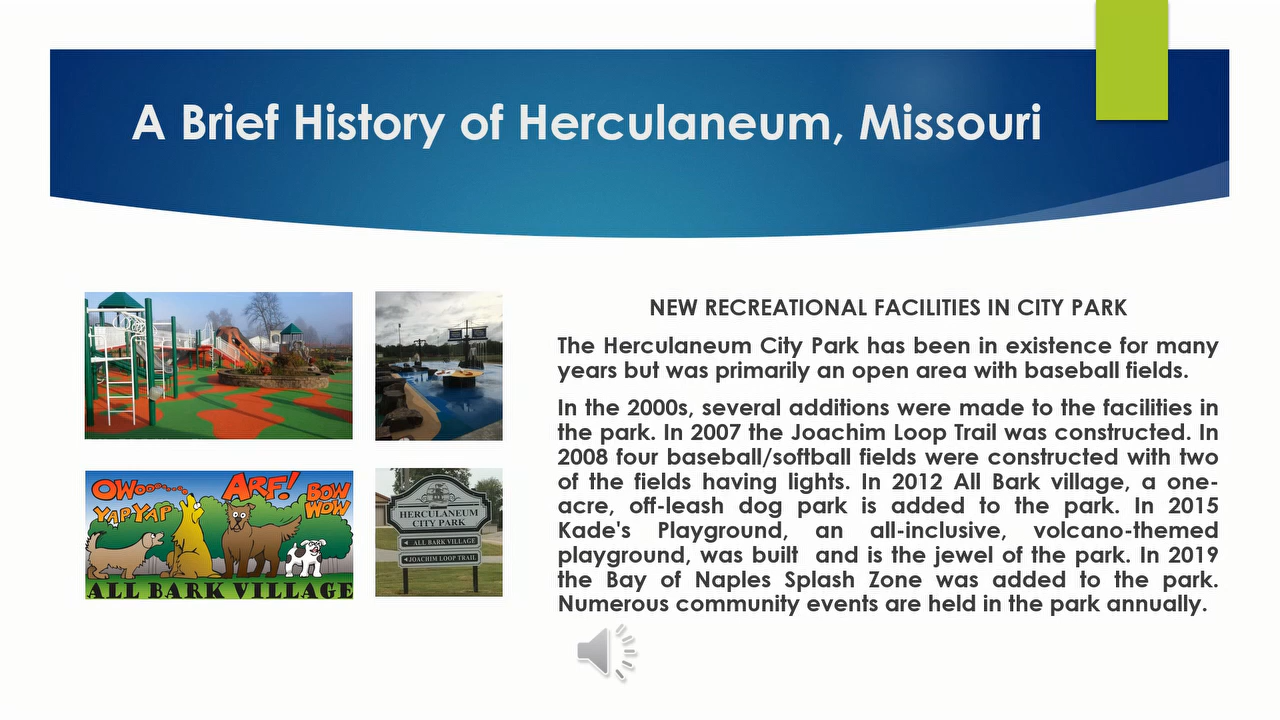 A Brief History of Herculaneum, Missouri
NEW RECREATIONAL FACILITIES IN CITY PARK
The Herculaneum City Park has been in existence for many
years but was primarily an open area with baseball fields.
In the 2000s, several additions were made to the facilities in
the park. In 2007 the Joachim Loop Trail was constructed. In
2008 four baseball/softball fields were constructed with two
of the fields having lights. In 2012 All Bark village, a one-
acre, off-leash dog park is added to the park. In 2015
Kade's Playground, an all-inclusive, volcano-themed
playground, was built and is the jewel of the park. In 2019
the Bay of Naples Splash Zone was added to the park.
Numerous community events are held in the park annually.
OWooo.....
ARF!
BOW
WOW
YAP YAP
ALL BARK VILLAGE
HERCULANEUM
CITY PARK
ALL BARK VILLAGE
JOACHIM LOOP TRAIL